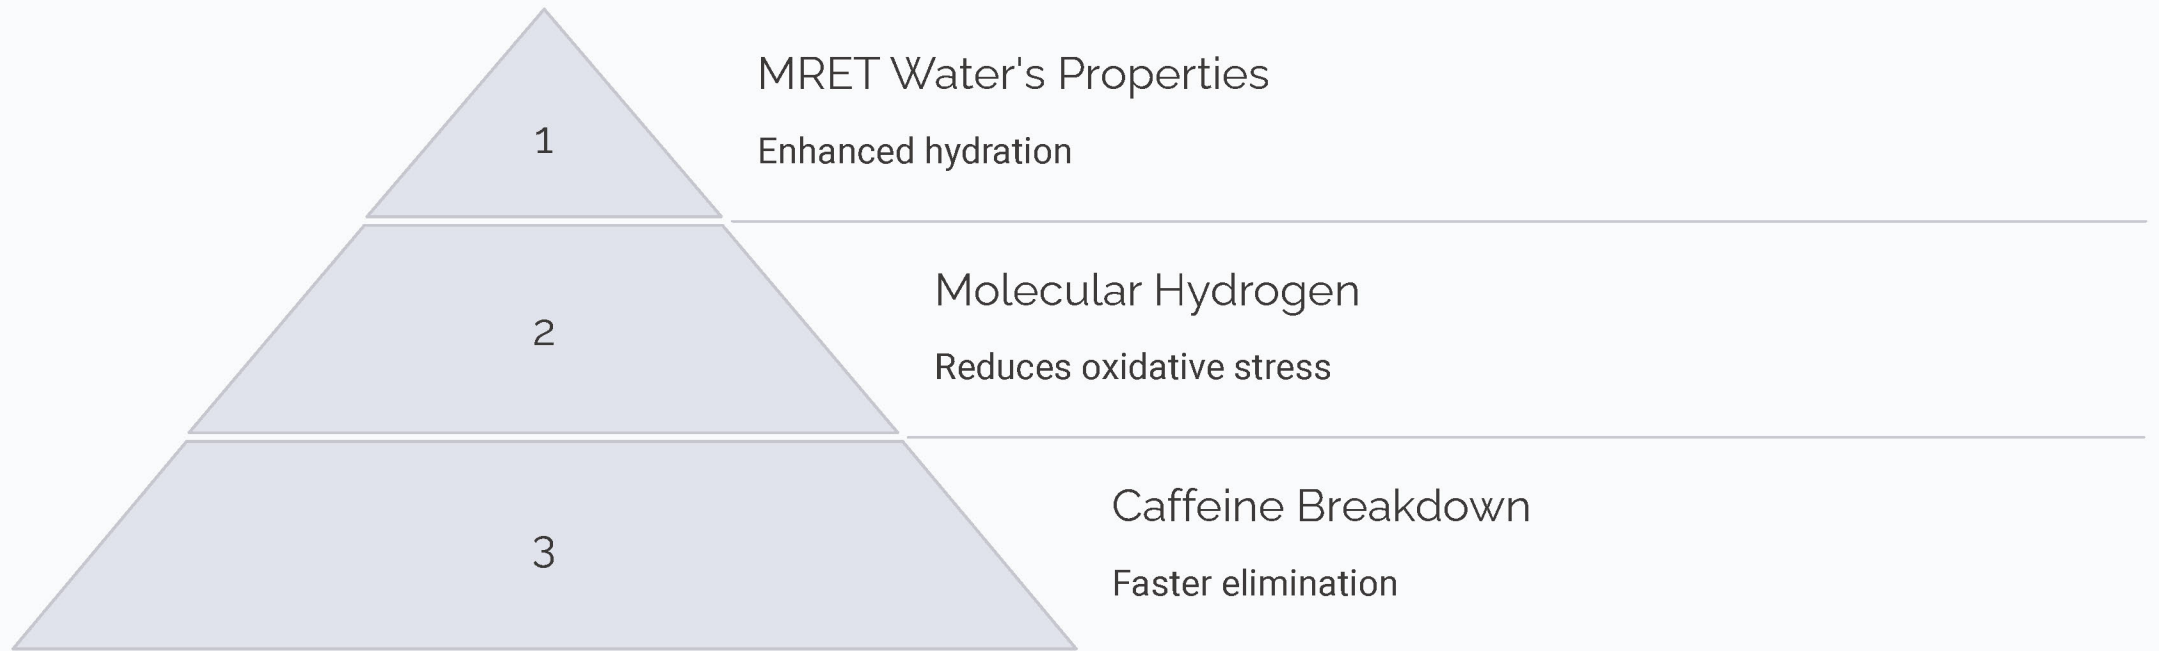 1
MRET Water's Properties
Enhanced hydration
2
Molecular Hydrogen
Reduces oxidative stress
3
Caffeine Breakdown
Faster elimination